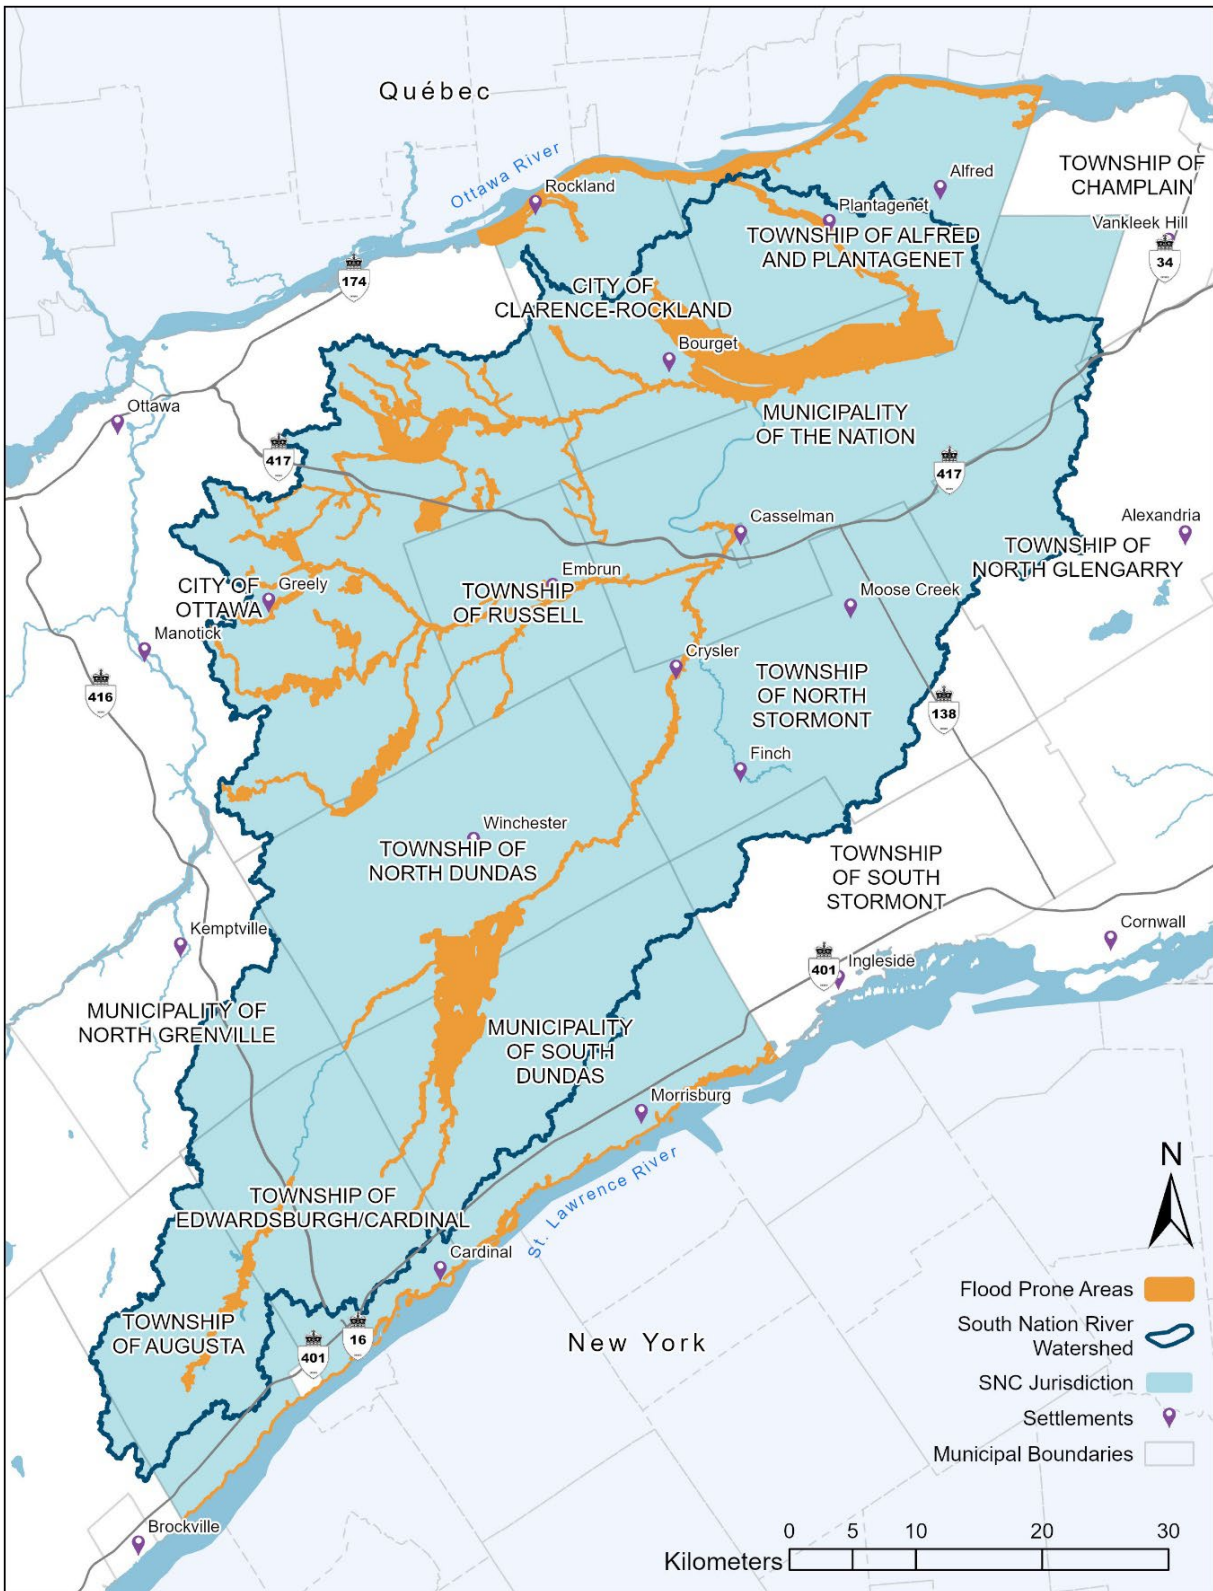 Québec
Ottawa River
Rockland
Alfred
TOWNSHIP OF
CHAMPLAIN
Plantagenet
Vankleek Hill
TOWNSHIP OF ALFRED
AND PLANTAGENET
34
174
CITY OF
CLARENCE-ROCKLAND
Bourget
Ottawa
MUNICIPALITY
OF THE NATION
417
417
Casselman
Alexandria
TOWNSHIP OF
NORTH GLENGARRY
Embrun
CITY OF
OTTAWA
Greely
TOWNSHIP
OF RUSSELL
Moose Creek
Manotick
Crysler
TOWNSHIP
OF NORTH
STORMONT
416
138
Finch
Winchester
TOWNSHIP OF
NORTH DUNDAS
TOWNSHIP
OF SOUTH
STORMONT
Kemptville
Cornwall
401
Ingleside
MUNICIPALITY OF
NORTH GRENVILLE
MUNICIPALITY
OF SOUTH
DUNDAS
Morrisburg
St. Lawrence River
TOWNSHIP OF
EDWARDSBURGH/CARDINAL
Cardinal
TOWNSHIP
OF AUGUSTA
401
16
New York
Brockville
N
Flood Prone Areas
South Nation River
Watershed
SNC Jurisdiction
Settlements
Municipal Boundaries
0 5 10 20 30
Kilometers